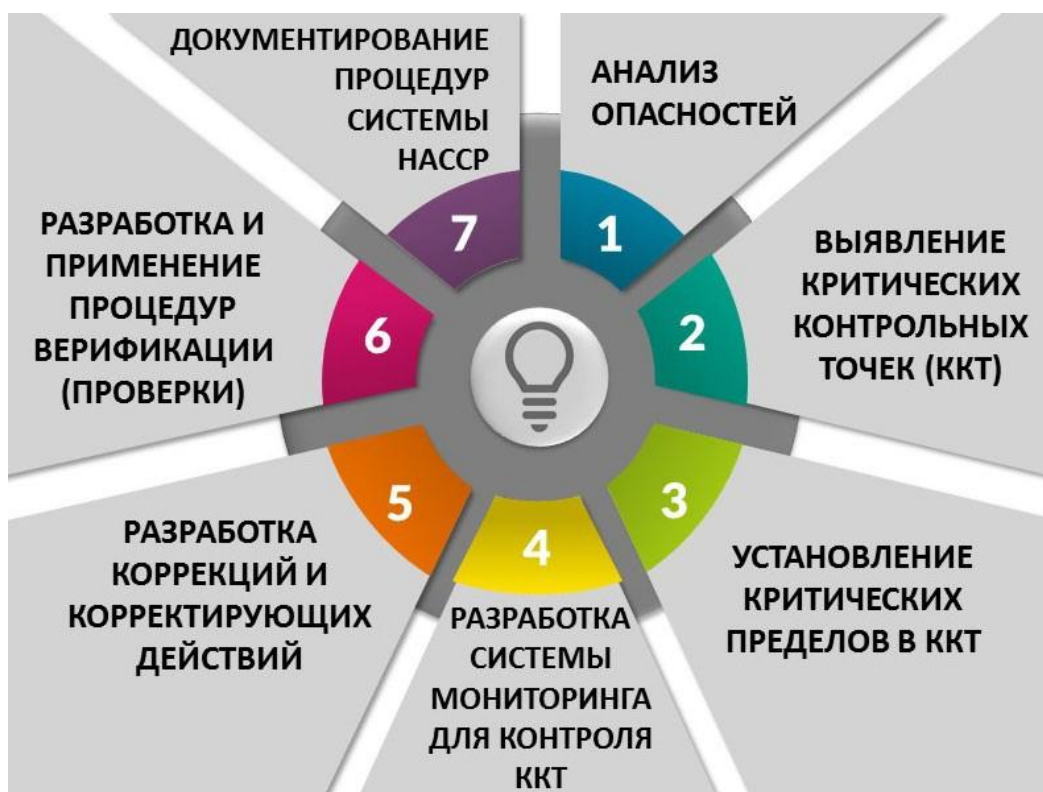 1
АНАЛИЗ
ОПАСНОСТЕЙ
2
ВЫЯВЛЕНИЕ
КРИТИЧЕСКИХ
КОНТРОЛЬНЫХ
ТОЧЕК (ККТ)
3
УСТАНОВЛЕНИЕ
КРИТИЧЕСКИХ
ПРЕДЕЛОВ В ККТ
4
РАЗРАБОТКА
СИСТЕМЫ
МОНИТОРИНГА
ДЛЯ КОНТРОЛЯ
ККТ
5
РАЗРАБОТКА
КОРРЕКЦИЙ И
КОРРЕКТИРУЮЩИХ
ДЕЙСТВИЙ
6
РАЗРАБОТКА И
ПРИМЕНЕНИЕ
ПРОЦЕДУР
ВЕРИФИКАЦИИ
(ПРОВЕРКИ)
7
ДОКУМЕНТИРОВАНИЕ
ПРОЦЕДУР
СИСТЕМЫ
НАССР